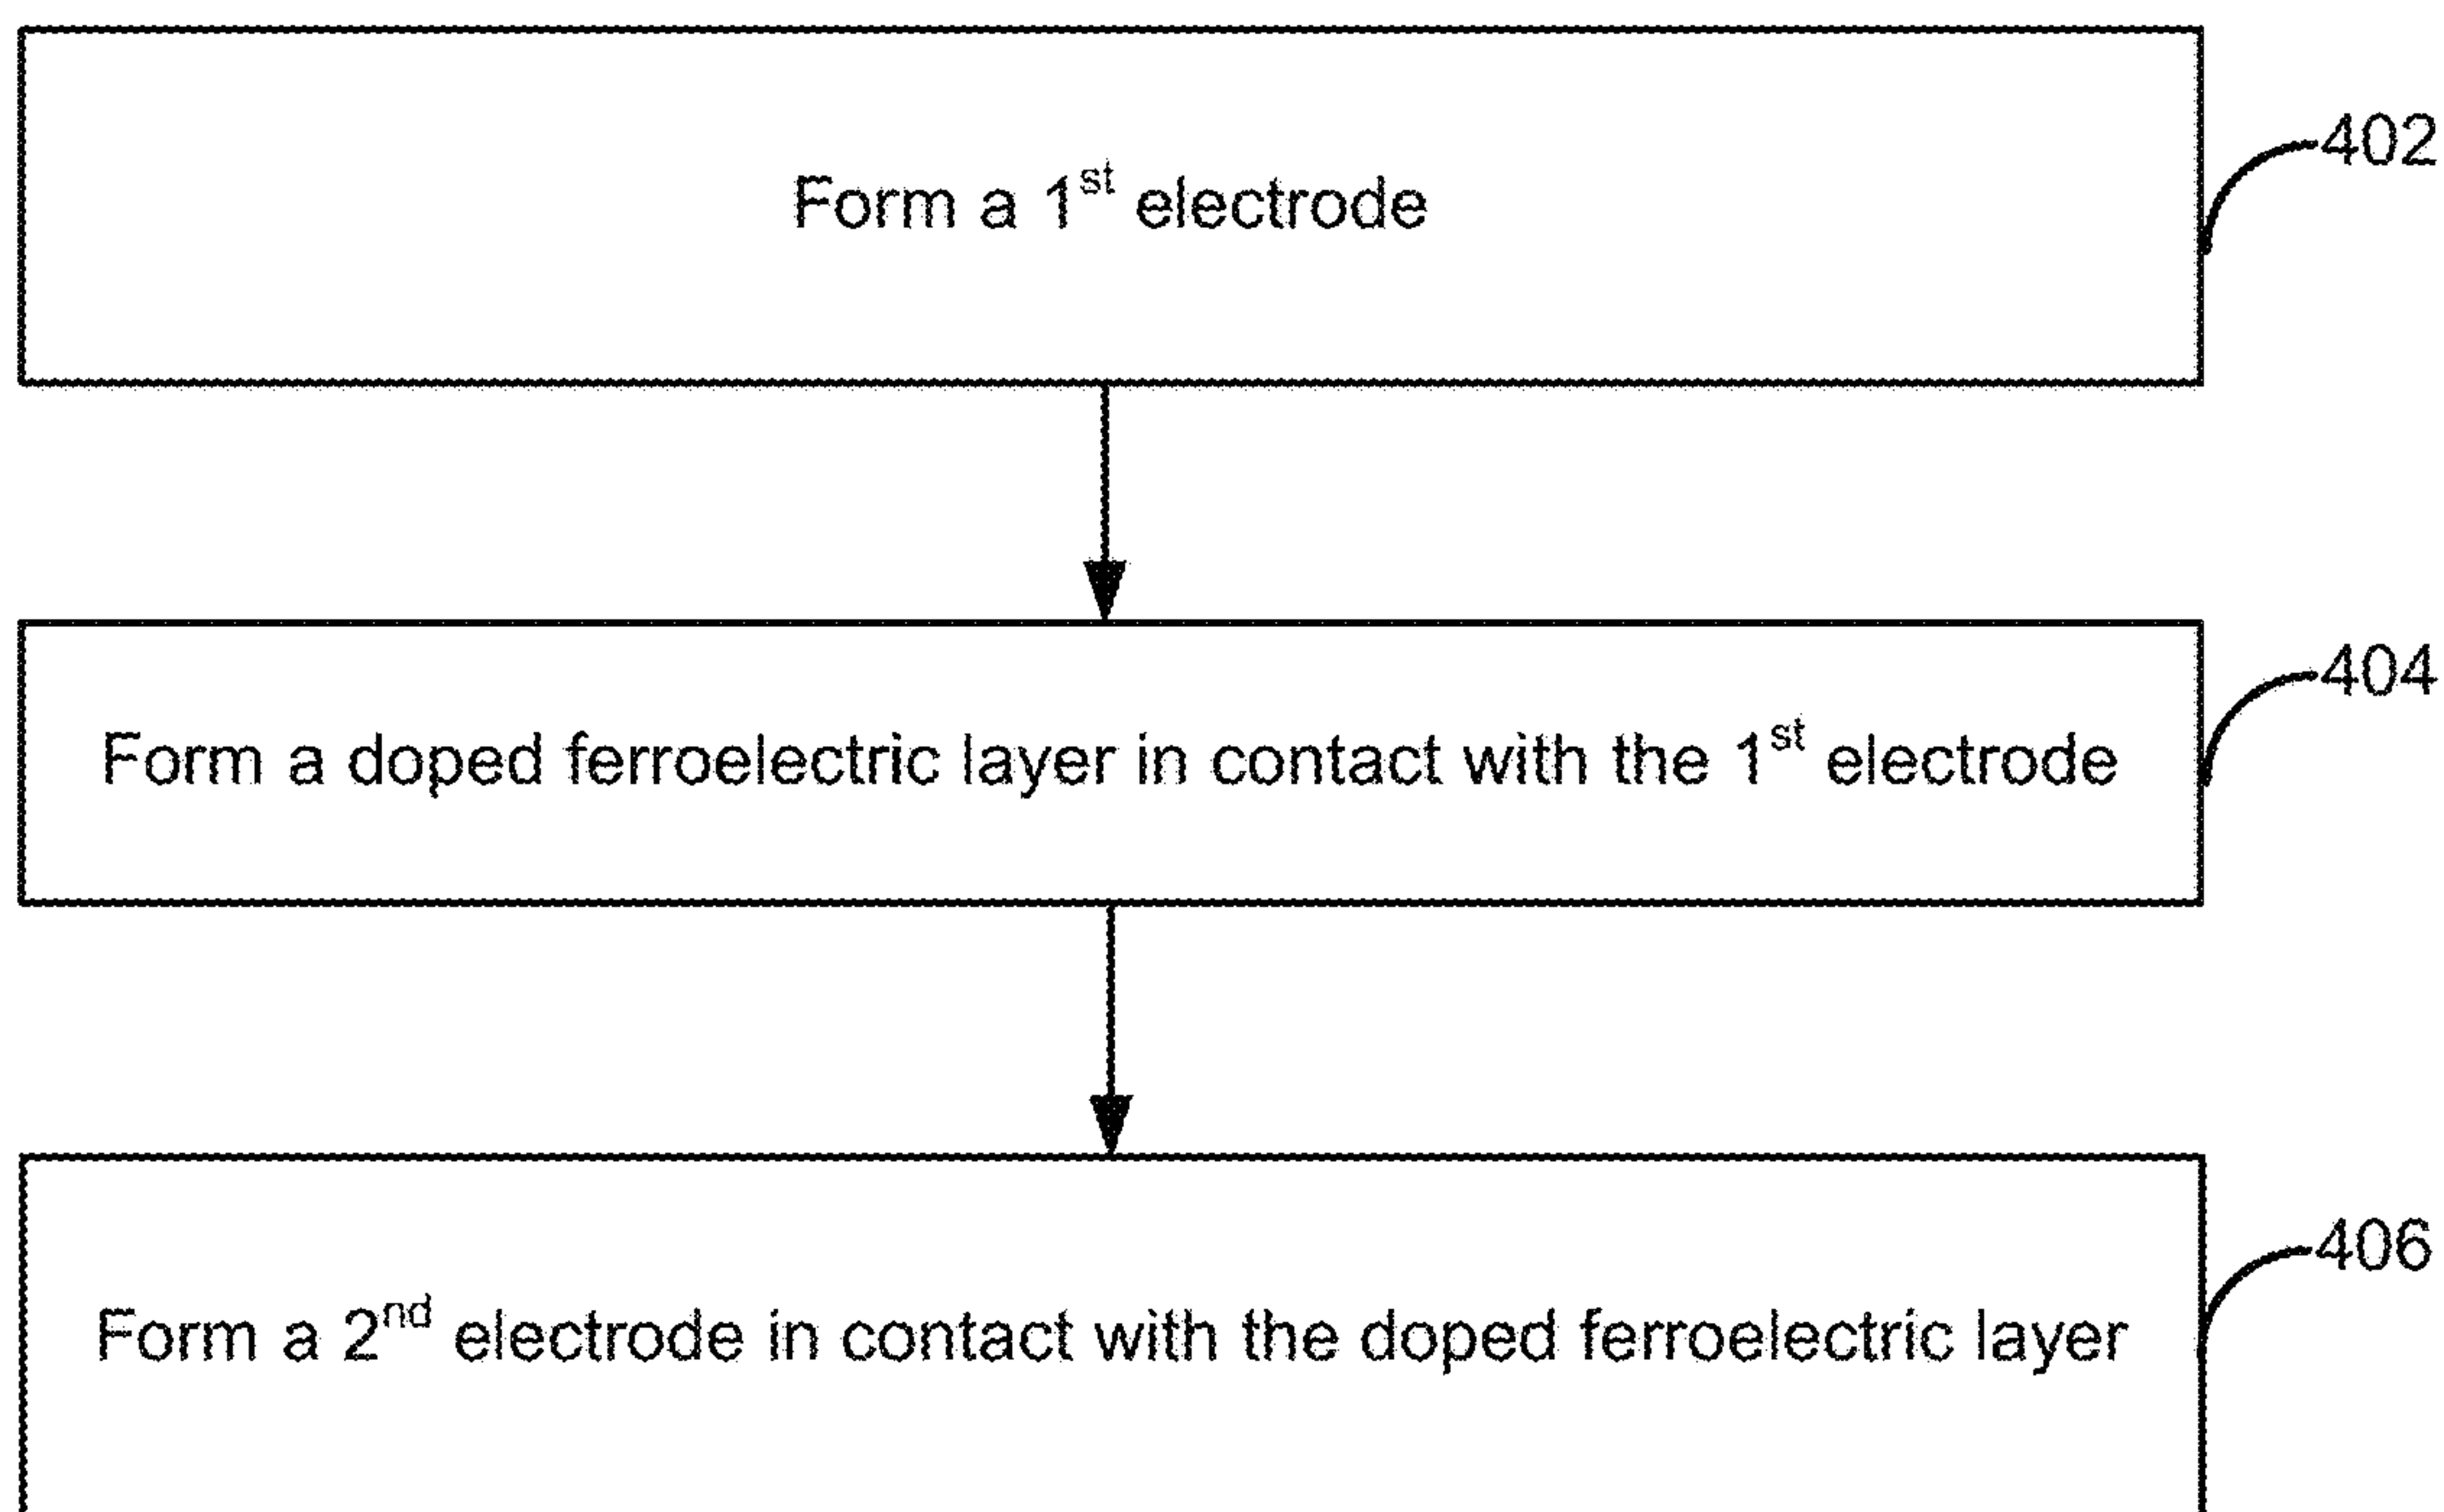 Form a 1st electrode
402
Form a doped ferroelectric layer in contact with the 1st electrode
404
Form a 2nd electrode in contact with the doped ferroelectric layer
406